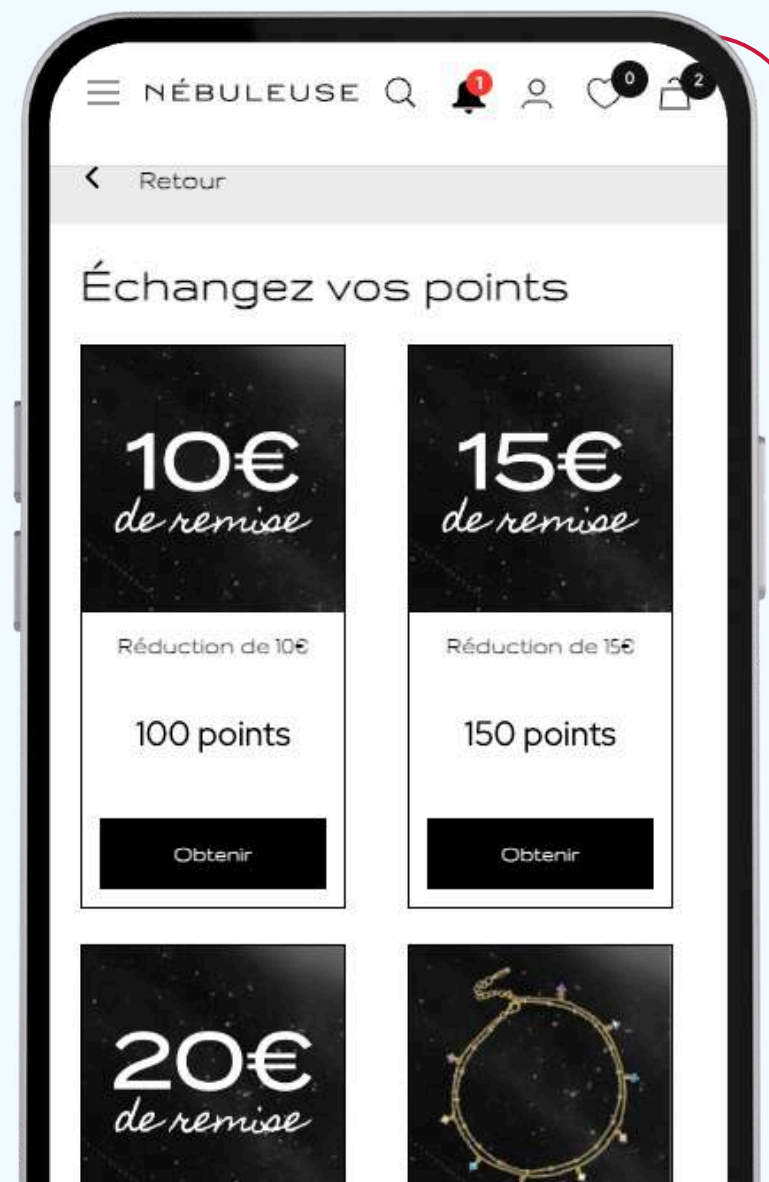 NÉBULEUSE
1
0
2
Retour
Échangez vos points
10€
de remise
Réduction de 10€
100 points
Obtenir
15€
de remise
Réduction de 15€
150 points
Obtenir
20€
de remise